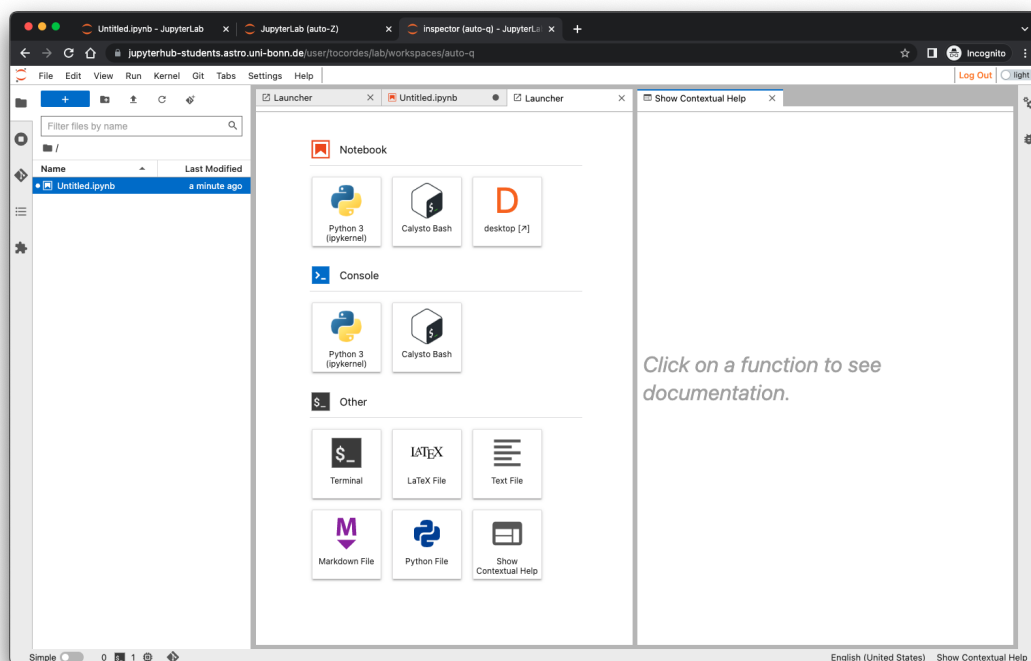 Untitled.ipynb - JupyterLab
JupyterLab (auto-Z)
inspector (auto-q) - JupyterLa
jupyterhub-students.astro.uni-bonn.de/user/tocordes/lab/workspaces/auto-q
Incognito
File Edit View Run Kernel Git Tabs Settings Help
Log Out
light
Launcher
Untitled.ipynb
Launcher
Show Contextual Help
Filter files by name
/
Name
Last Modified
Untitled.ipynb
a minute ago
Notebook
Python 3
(ipykernel)
Calysto Bash
D
desktop [↗]
Console
Python 3
(ipykernel)
Calysto Bash
$_ Other
$_
Terminal
LATEX
LaTeX File
Text File
M
Markdown File
Python File
Show
Contextual Help
Click on a function to see
documentation.
Simple
0 $_ 1
English (United States)
Show Contextual Help